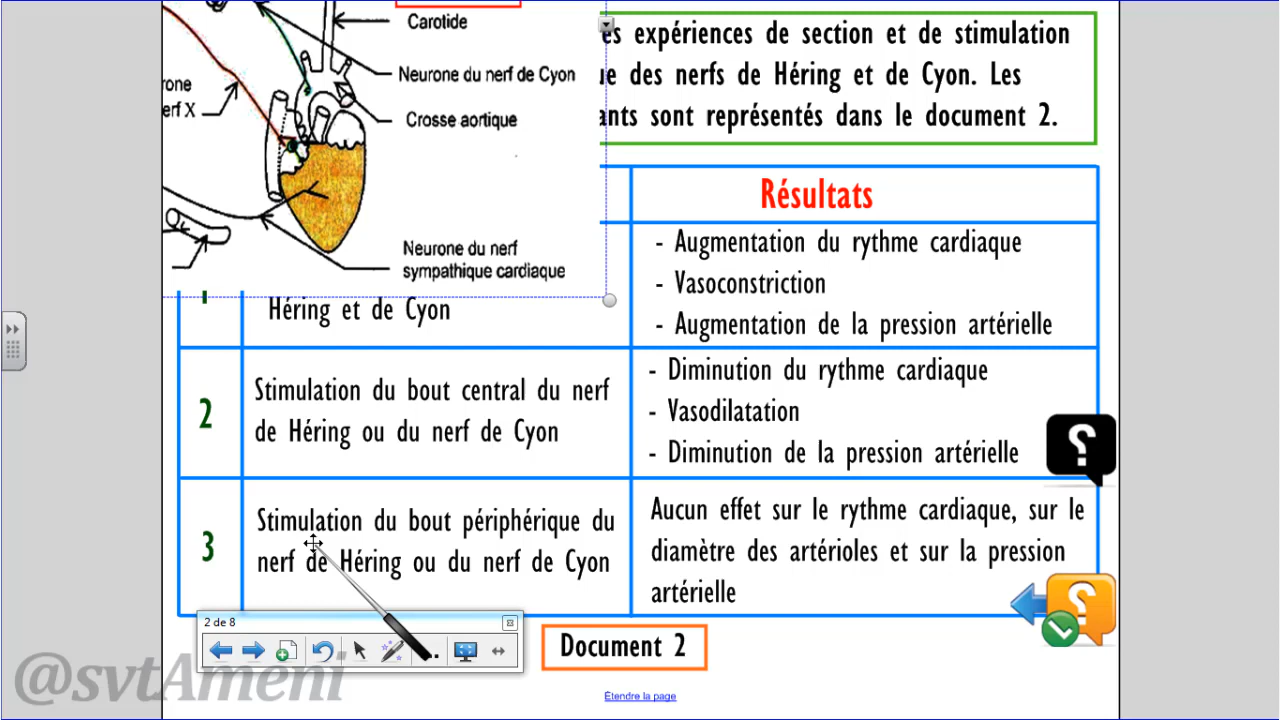 Carotide
Neurone du nerf de Cyon
Crosse aortique
Neurone du nerf
sympathique cardiaque
rone
erf X
es expériences de section et de stimulation
ue des nerfs de Héring et de Cyon. Les
ants sont représentés dans le document 2.
Résultats
Héring et de Cyon
- Augmentation du rythme cardiaque
- Vasoconstriction
- Augmentation de la pression artérielle
2
Stimulation du bout central du nerf
de Héring ou du nerf de Cyon
- Diminution du rythme cardiaque
- Vasodilatation
- Diminution de la pression artérielle
3
Stimulation du bout périphérique du
nerf de Héring ou du nerf de Cyon
Aucun effet sur le rythme cardiaque, sur le
diamètre des artérioles et sur la pression
artérielle
2 de 8
Document 2
@svtAmeni
Étendre la page